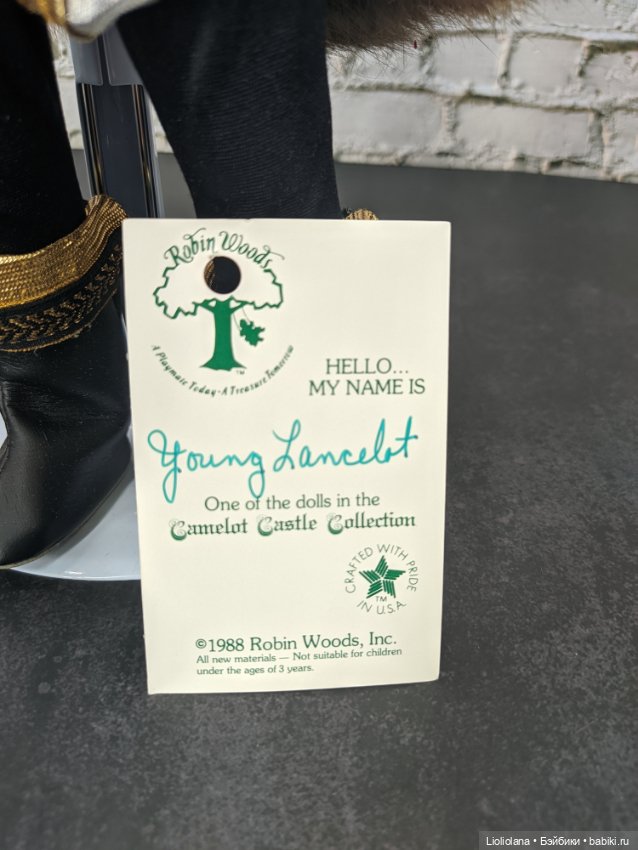 Robin Woods
TM
A Playmate Today - A Treasure Tomorrow
HELLO...
MY NAME IS
Young Lancelot
One of the dolls in the
Camelot Castle Collection
CRAFTED WITH PRIDE
TM
IN U.S.A.
©1988 Robin Woods, Inc.
All new materials — Not suitable for children
under the ages of 3 years.
Lioliolana • Бэйбики • babiki.ru